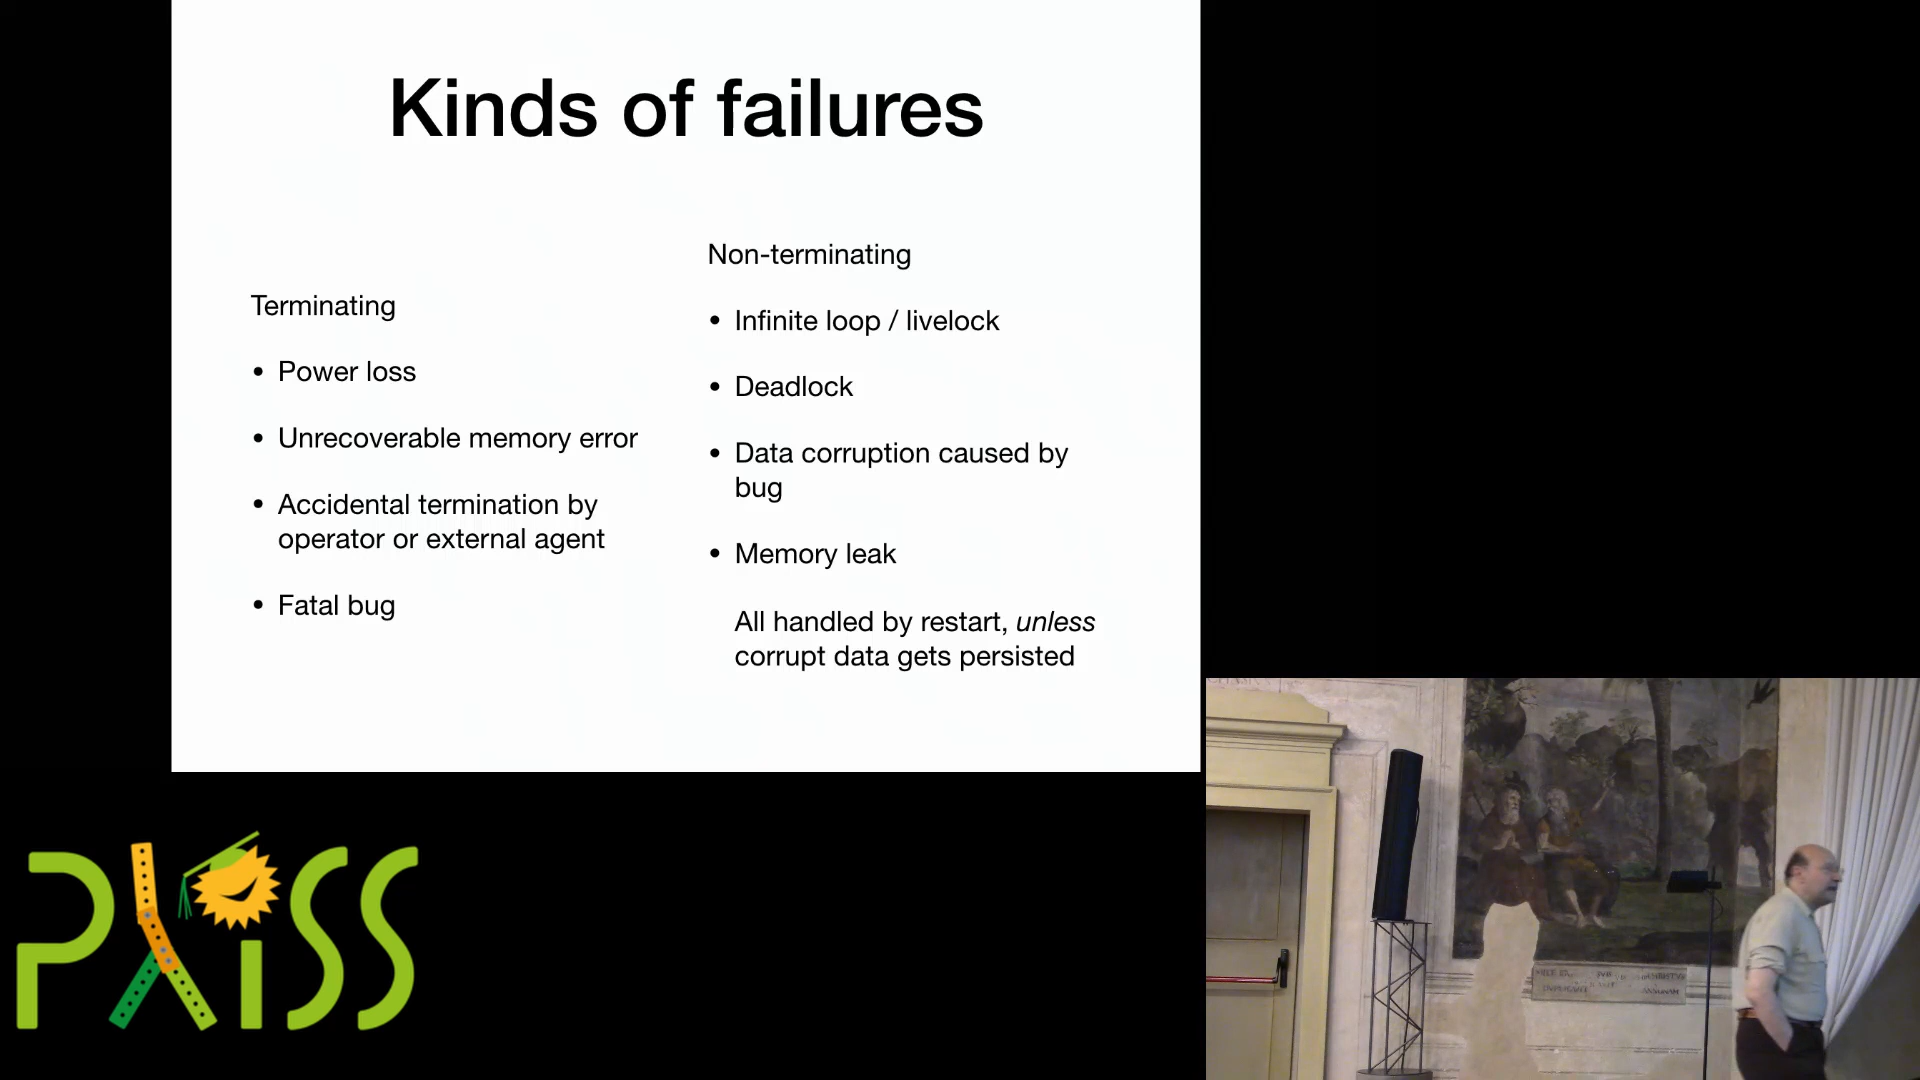 Kinds of failures
Terminating
• Power loss
• Unrecoverable memory error
• Accidental termination by
operator or external agent
• Fatal bug
Non-terminating
• Infinite loop / livelock
• Deadlock
• Data corruption caused by
bug
• Memory leak
All handled by restart, unless
corrupt data gets persisted
PLISS